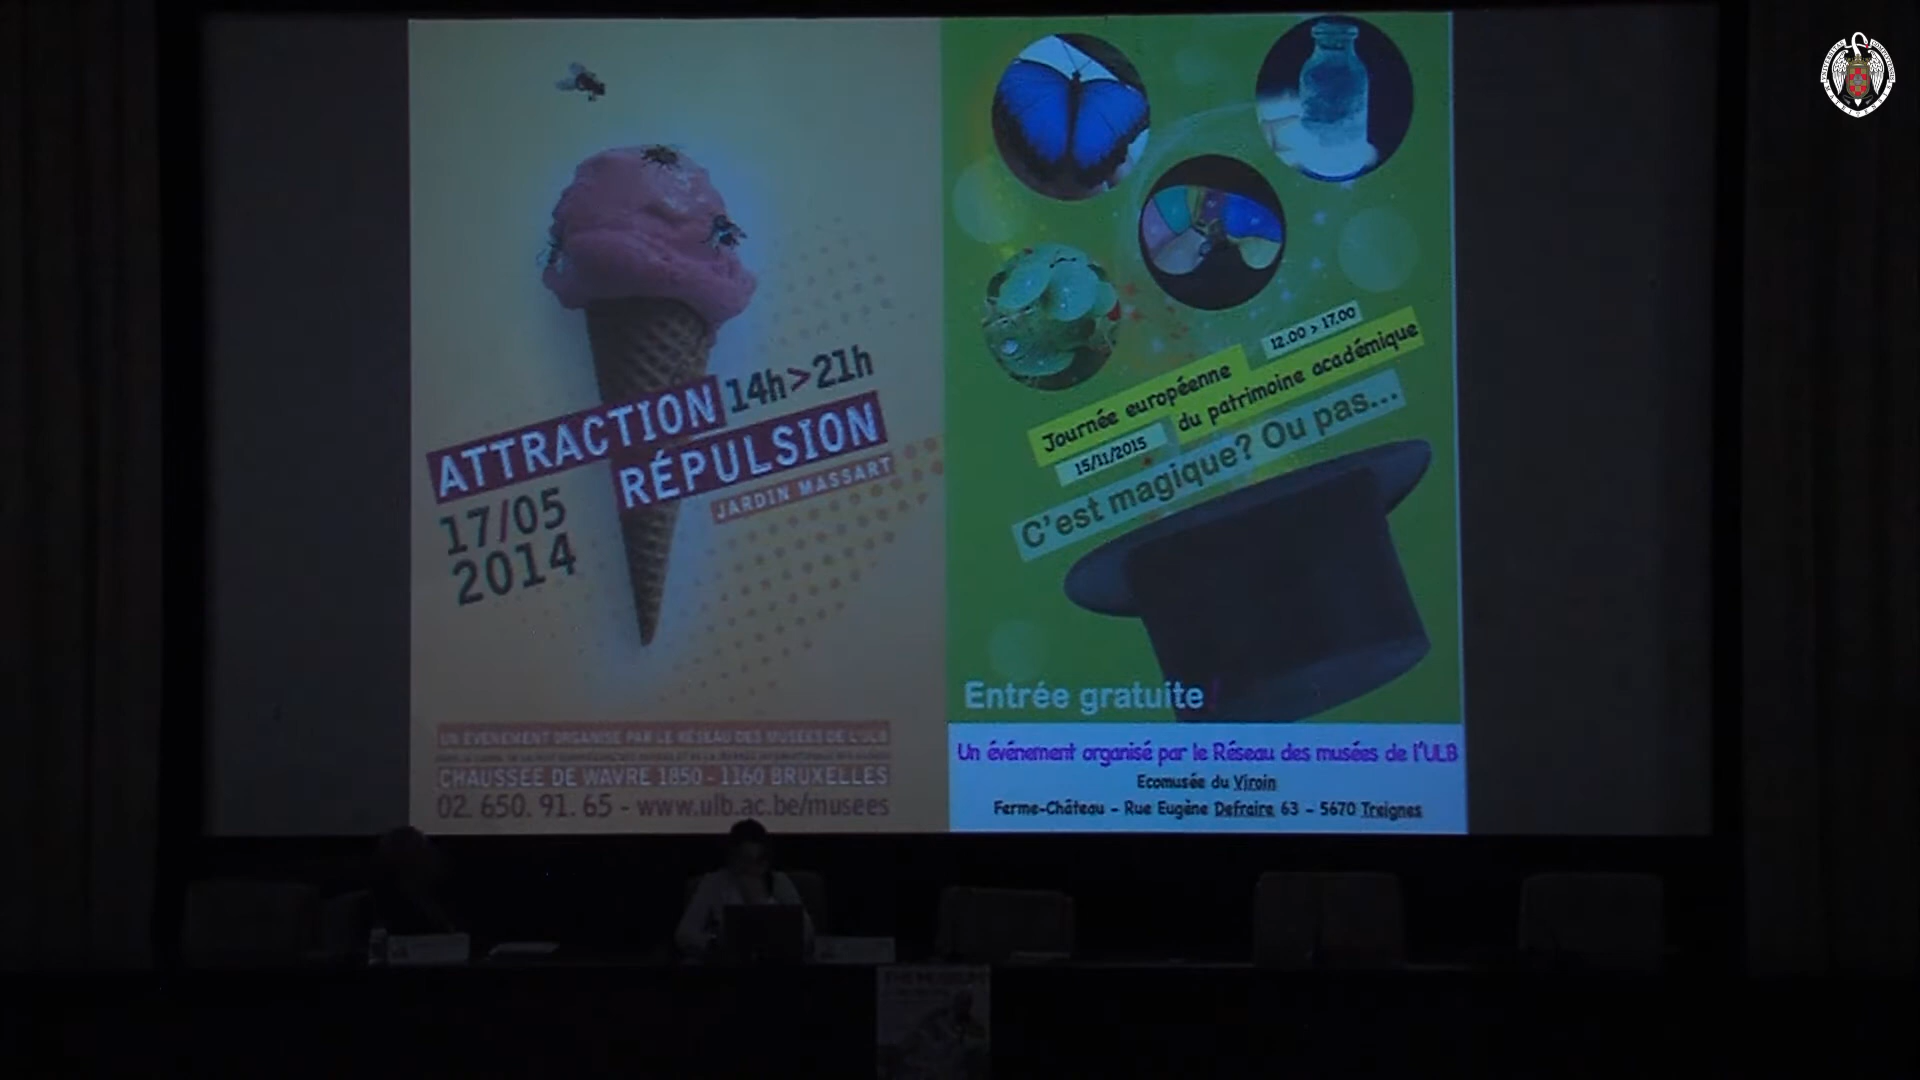 ATTRACTION 14h>21h
RÉPULSION
JARDIN MASSART
17/05
2014
UN ÉVÉNEMENT ORGANISÉ PAR LE RÉSEAU DES MUSÉES DE L'ULB
CHAUSSÉE DE WAVRE 1850 - 1160 BRUXELLES
02. 650. 91. 65 - www.ulb.ac.be/musees
12.00 > 17.00
Journée européenne
du patrimoine académique
15/11/2015
C'est magique? Ou pas...
Entrée gratuite !
Un événement organisé par le Réseau des musées de l'ULB
Ecomusée du Viroin
Ferme-Château - Rue Eugène Defraire 63 - 5670 Treignes